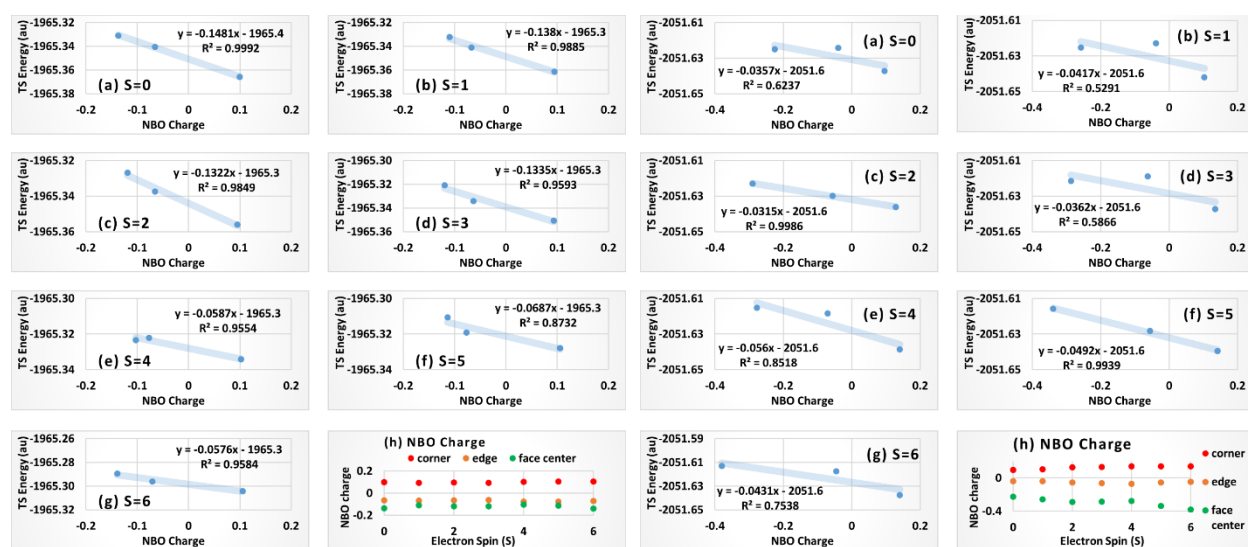 TS Energy (au)
-1965.32
-1965.34
-1965.36
-1965.38
y = -0.1481x - 1965.4
R² = 0.9992
(a) S=0
-0.2 -0.1 0 0.1 0.2
NBO Charge
TS Energy (au)
-1965.32
-1965.34
-1965.36
-1965.38
y = -0.138x - 1965.3
R² = 0.9885
(b) S=1
-0.2 -0.1 0 0.1 0.2
NBO Charge
TS Energy (au)
-2051.61
-2051.63
-2051.65
(a) S=0
y = -0.0357x - 2051.6
R² = 0.6237
-0.4 -0.2 0 0.2
NBO Charge
TS Energy (au)
-2051.61
-2051.63
-2051.65
(b) S=1
y = -0.0417x - 2051.6
R² = 0.5291
-0.4 -0.2 0 0.2
NBO Charge
TS Energy (au)
-1965.32
-1965.34
-1965.36
y = -0.1322x - 1965.3
R² = 0.9849
(c) S=2
-0.2 -0.1 0 0.1 0.2
NBO Charge
TS Energy (au)
-1965.30
-1965.32
-1965.34
-1965.36
y = -0.1335x - 1965.3
R² = 0.9593
(d) S=3
-0.2 -0.1 0 0.1 0.2
NBO Charge
TS Energy (au)
-2051.61
-2051.63
-2051.65
(c) S=2
y = -0.0315x - 2051.6
R² = 0.9986
-0.4 -0.2 0 0.2
NBO Charge
TS Energy (au)
-2051.61
-2051.63
-2051.65
(d) S=3
y = -0.0362x - 2051.6
R² = 0.5866
-0.4 -0.2 0 0.2
NBO Charge
TS Energy (au)
-1965.30
-1965.32
-1965.34
y = -0.0587x - 1965.3
R² = 0.9554
(e) S=4
-0.2 -0.1 0 0.1 0.2
NBO Charge
TS Energy (au)
-1965.30
-1965.32
-1965.34
y = -0.0687x - 1965.3
R² = 0.8732
(f) S=5
-0.2 -0.1 0 0.1 0.2
NBO Charge
TS Energy (au)
-2051.61
-2051.63
-2051.65
(e) S=4
y = -0.056x - 2051.6
R² = 0.8518
-0.4 -0.2 0 0.2
NBO Charge
TS Energy (au)
-2051.61
-2051.63
-2051.65
(f) S=5
y = -0.0492x - 2051.6
R² = 0.9939
-0.4 -0.2 0 0.2
NBO Charge
TS Energy (au)
-1965.26
-1965.28
-1965.30
-1965.32
y = -0.0576x - 1965.3
R² = 0.9584
(g) S=6
-0.2 -0.1 0 0.1 0.2
NBO Charge
(h) NBO Charge
corner edge face center
NBO charge
0.2
0
-0.2
0 2 4 6
Electron Spin (S)
TS Energy (au)
-2051.59
-2051.61
-2051.63
-2051.65
(g) S=6
y = -0.0431x - 2051.6
R² = 0.7538
-0.4 -0.2 0 0.2
NBO Charge
(h) NBO Charge
corner
edge
face
center
NBO charge
0
-0.4
0 1 2 3 4 5 6
Electron Spin (S)